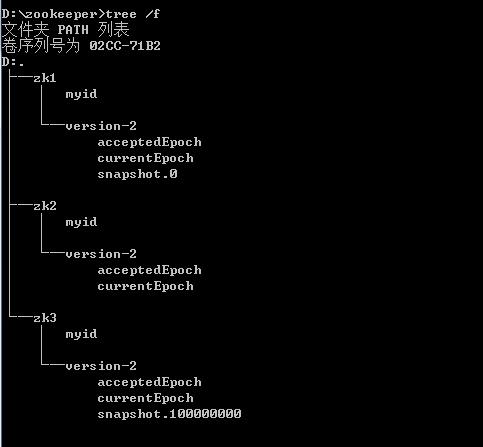 D:\zookeeper>tree /f
文件夹 PATH 列表
卷序列号为 02CC-71B2
D:.
├──zk1
│  │  myid
│  │
│  └──version-2
│          acceptedEpoch
│          currentEpoch
│          snapshot.0
│
├──zk2
│  │  myid
│  │
│  └──version-2
│          acceptedEpoch
│          currentEpoch
│
└──zk3
    │  myid
    │
    └──version-2
            acceptedEpoch
            currentEpoch
            snapshot.100000000